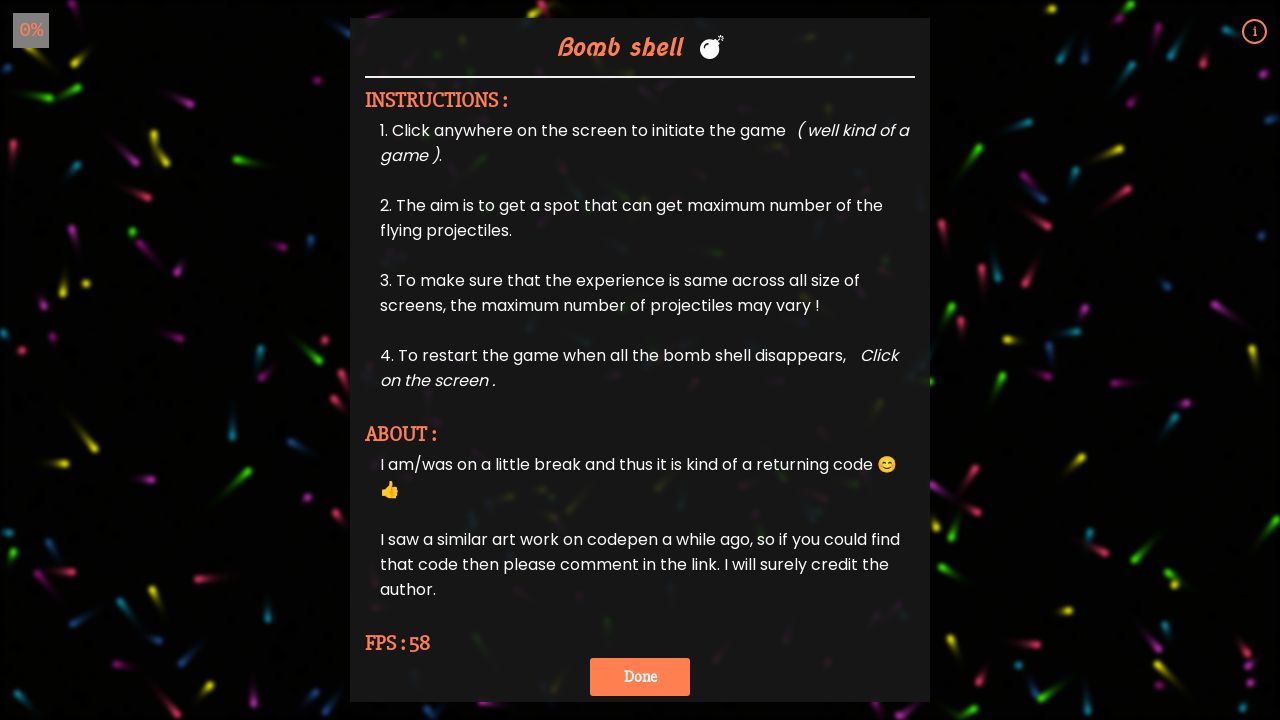 0%
i
Bomb shell 💣
INSTRUCTIONS :
1. Click anywhere on the screen to initiate the game ( well kind of a
game ).
2. The aim is to get a spot that can get maximum number of the
flying projectiles.
3. To make sure that the experience is same across all size of
screens, the maximum number of projectiles may vary !
4. To restart the game when all the bomb shell disappears, Click
on the screen .
ABOUT :
I am/was on a little break and thus it is kind of a returning code 😊
👍
I saw a similar art work on codepen a while ago, so if you could find
that code then please comment in the link. I will surely credit the
author.
FPS : 58
Done